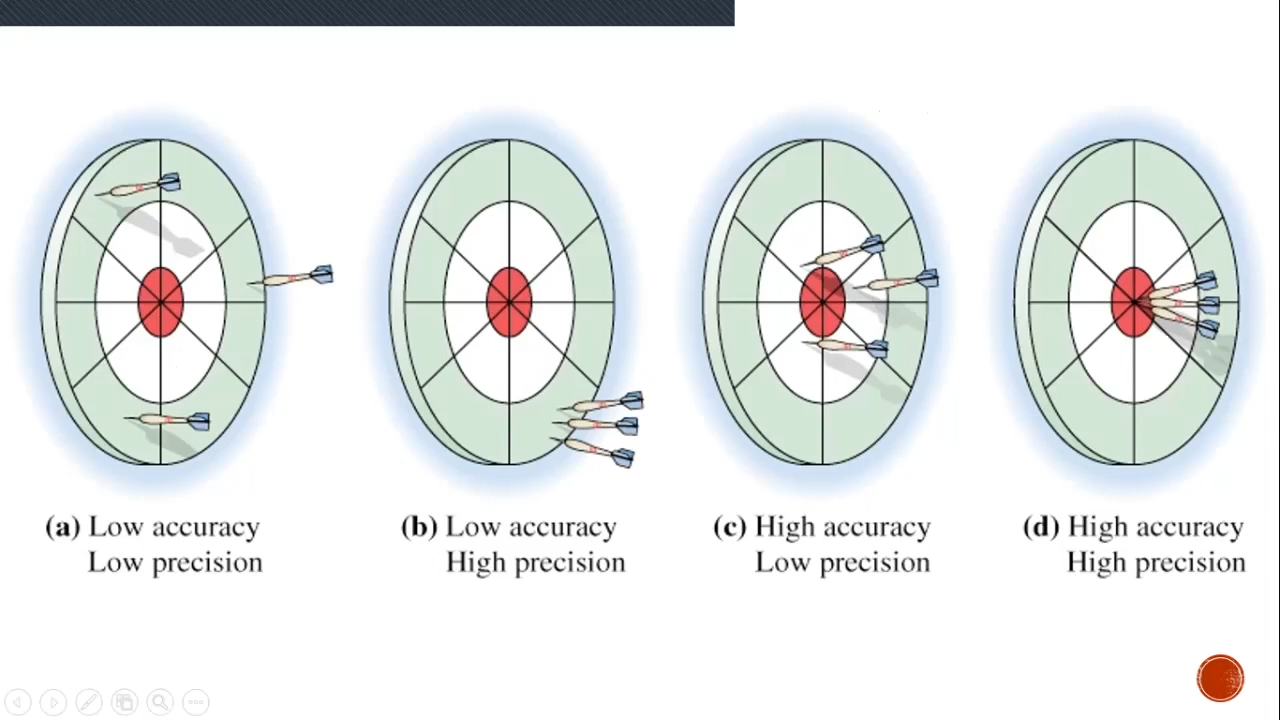 (a) Low accuracy
Low precision
(b) Low accuracy
High precision
(c) High accuracy
Low precision
(d) High accuracy
High precision